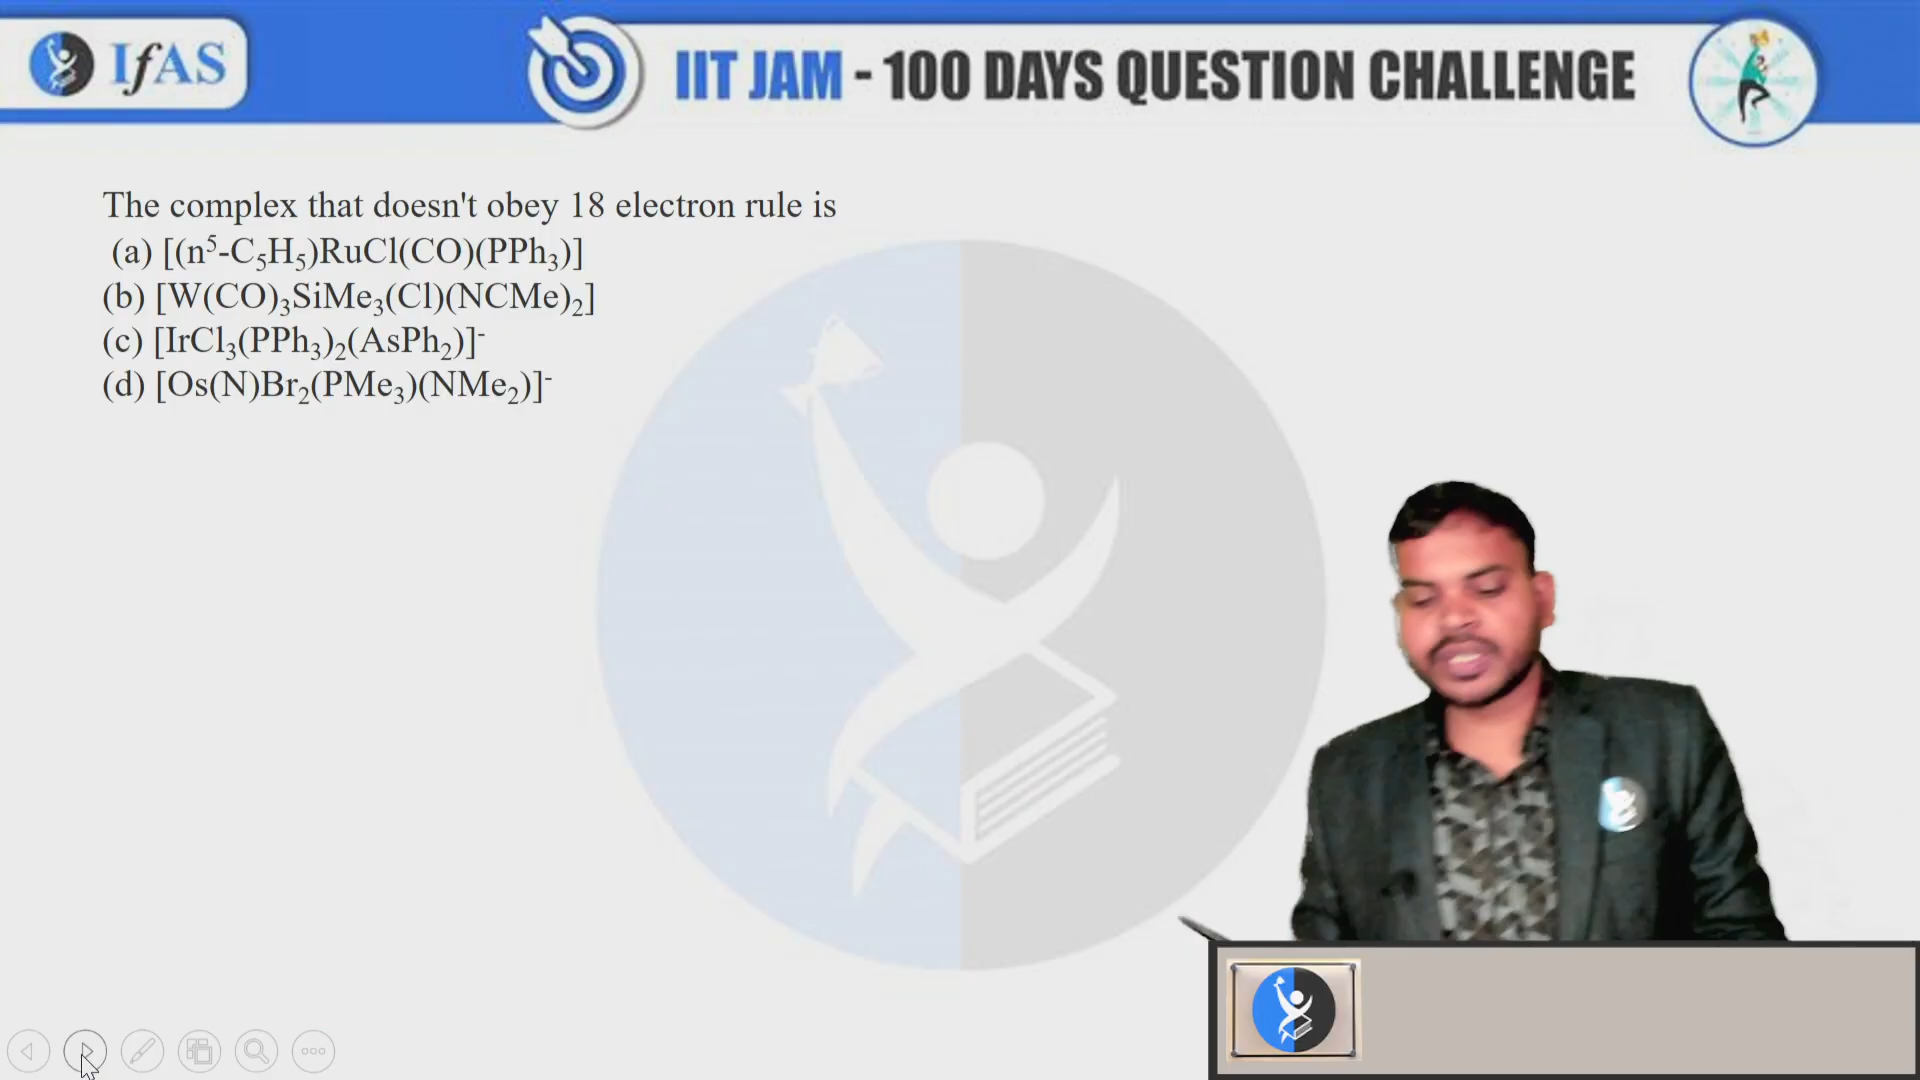 IfAS
IIT JAM - 100 DAYS QUESTION CHALLENGE
The complex that doesn't obey 18 electron rule is
(a) [(n⁵-C₅H₅)RuCl(CO)(PPh₃)]
(b) [W(CO)₃SiMe₃(Cl)(NCMe)₂]
(c) [IrCl₃(PPh₃)₂(AsPh₂)]⁻
(d) [Os(N)Br₂(PMe₃)(NMe₂)]⁻